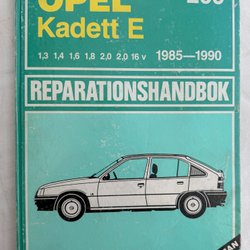 OPEL
Kadett E
1,3 1,4 1,6 1,8 2,0 2,0 16 v 1985—1990
REPARATIONSHANDBOK